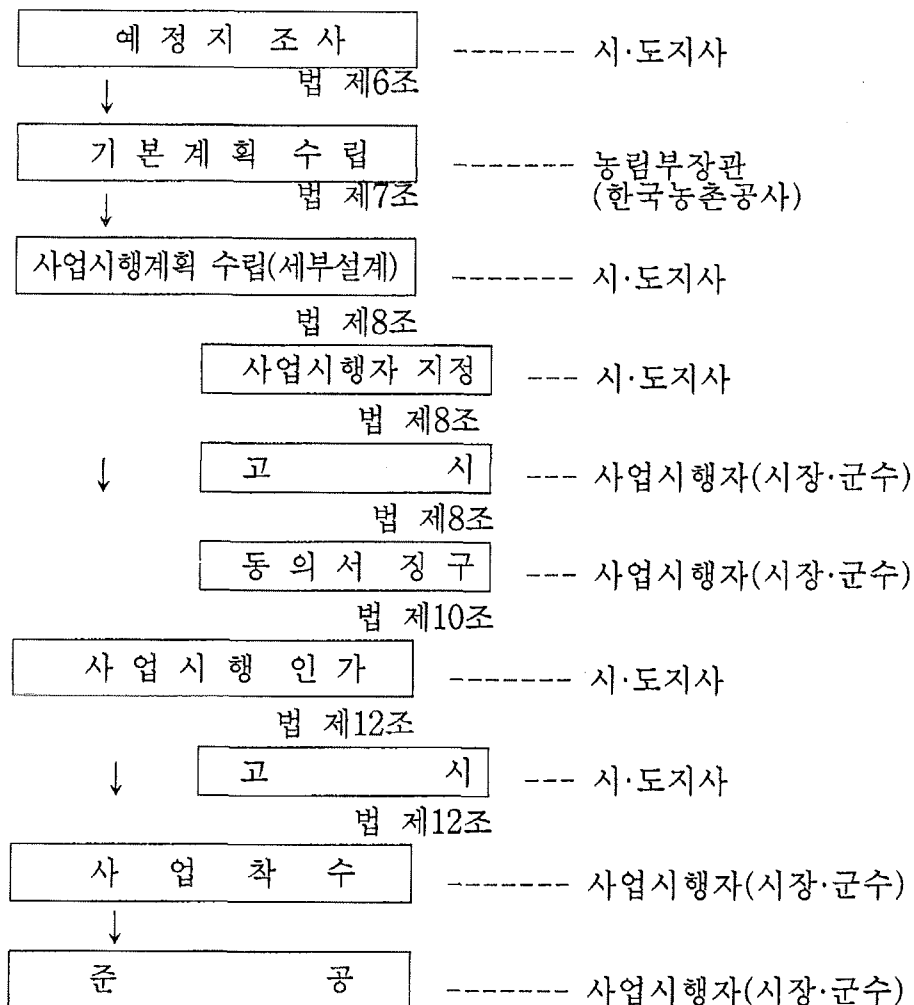 예 정 지 조 사 ------- 시·도지사
법 제6조
↓
기 본 계 획 수 립 ------- 농림부장관
법 제7조 (한국농촌공사)
↓
사업시행계획 수립(세부설계) ------- 시·도지사
법 제8조
사업시행자 지정 --- 시·도지사
법 제8조
↓ 고 시 --- 사업시행자(시장·군수)
법 제8조
동 의 서 징 구 --- 사업시행자(시장·군수)
법 제10조
사 업 시 행 인 가 ------- 시·도지사
법 제12조
↓ 고 시 --- 시·도지사
법 제12조
사 업 착 수 ------- 사업시행자(시장·군수)
↓
준 공 ------- 사업시행자(시장·군수)